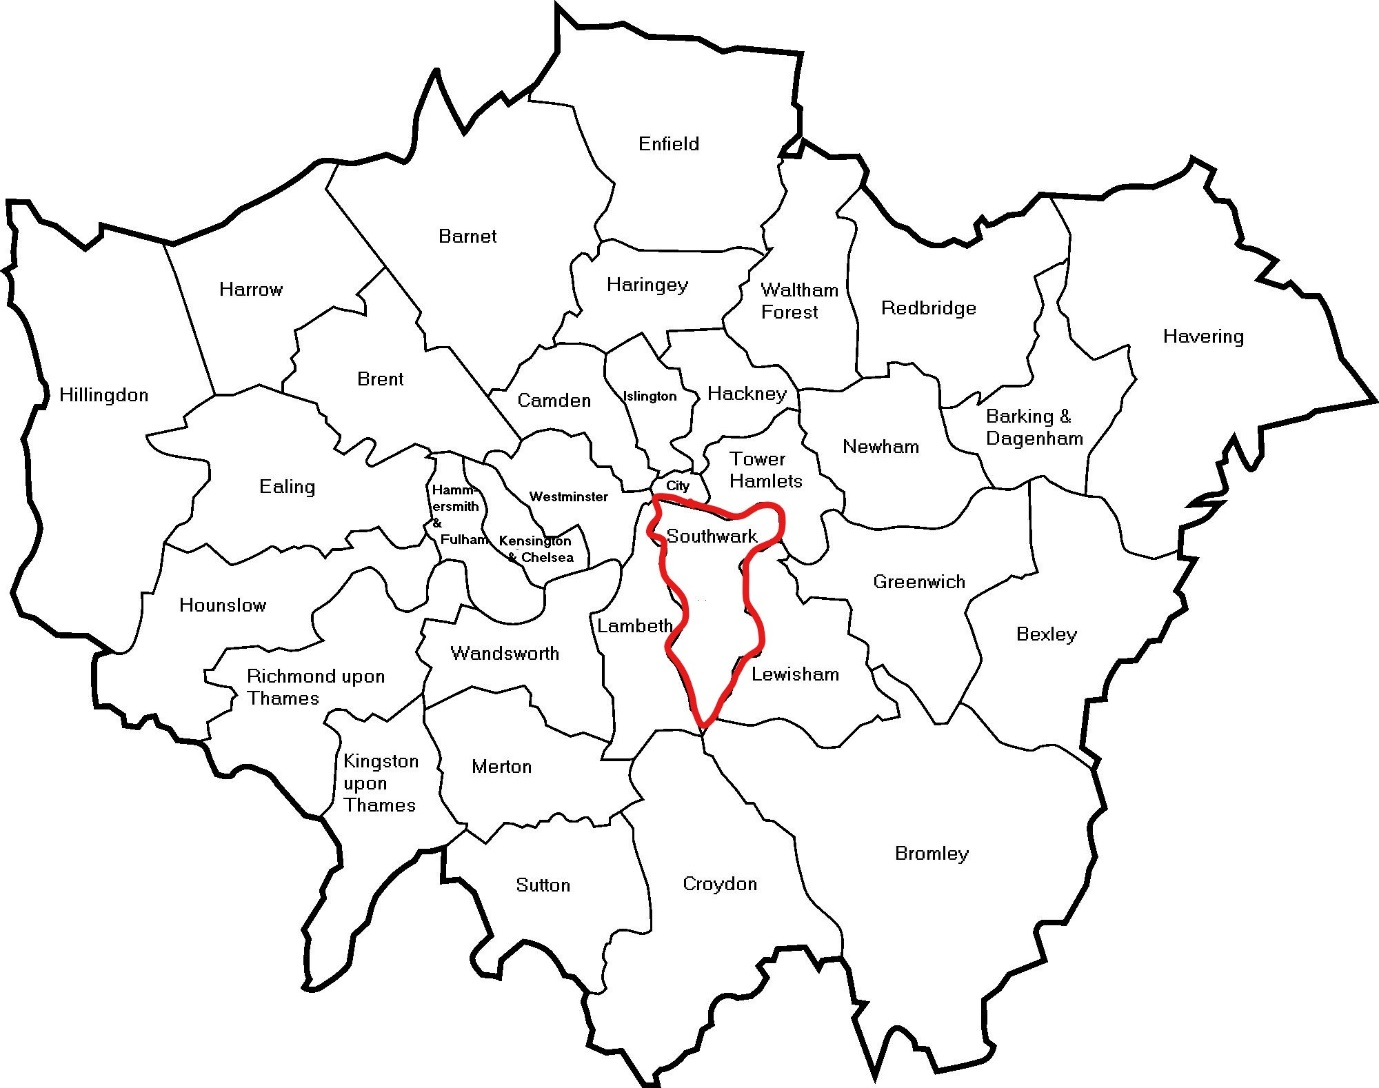 Enfield
Barnet
Harrow
Haringey
Waltham
Forest
Redbridge
Havering
Hillingdon
Brent
Camden
Islington
Hackney
Barking &
Dagenham
Newham
Ealing
Tower
Hamlets
City
Westminster
Hamm
ersmith
&
Fulham
Kensington
& Chelsea
Southwark
Greenwich
Hounslow
Lambeth
Bexley
Wandsworth
Lewisham
Richmond upon
Thames
Kingston
upon
Thames
Merton
Bromley
Sutton
Croydon